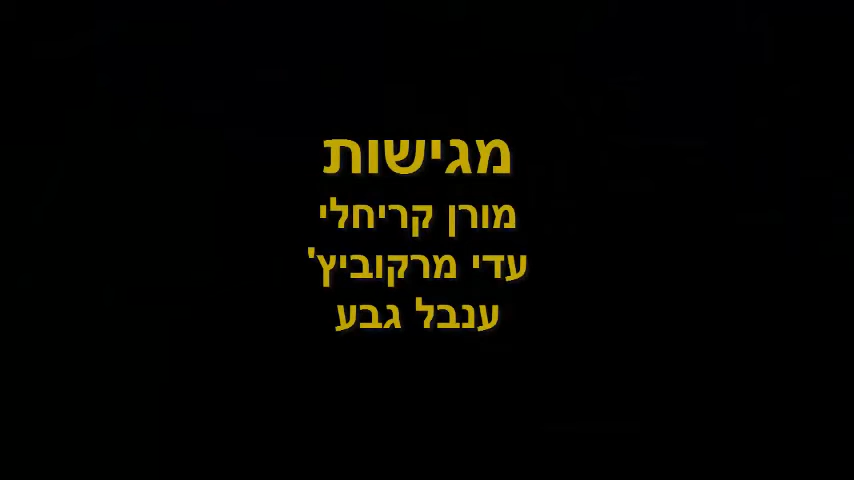 מגישות
מורן קריחלי
עדי מרקוביץ'
ענבל גבע